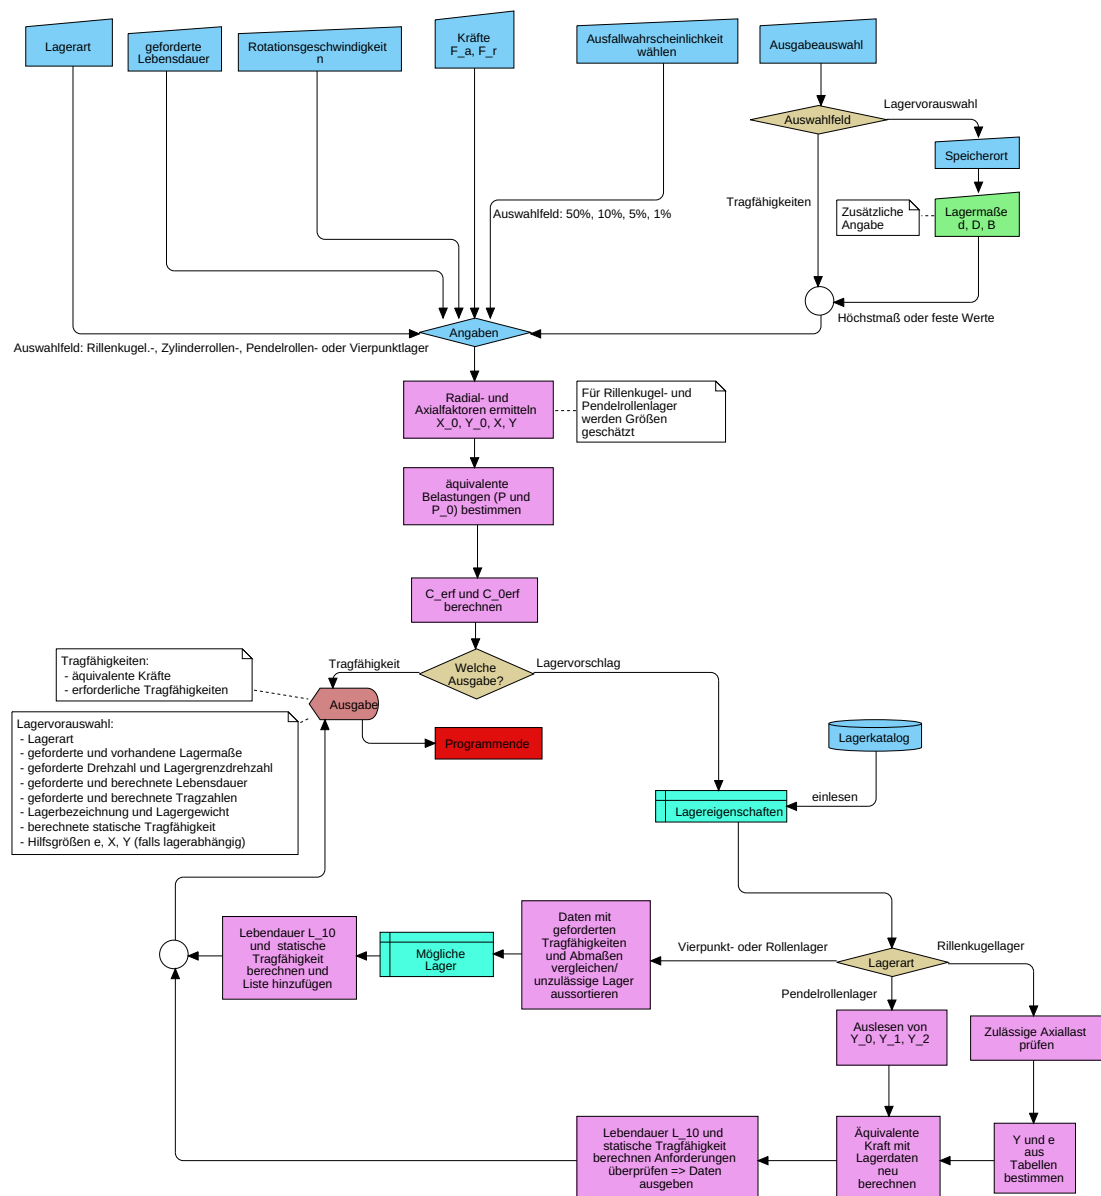 Lagerart
geforderte
Lebensdauer
Rotationsgeschwindigkeit
n
Kräfte
F_a, F_r
Ausfallwahrscheinlichkeit
wählen
Ausgabeauswahl
Auswahlfeld
Lagervorauswahl
Speicherort
Tragfähigkeiten
Zusätzliche
Angabe
Lagermaße
d, D, B
Auswahlfeld: 50%, 10%, 5%, 1%
Höchstmaß oder feste Werte
Angaben
Auswahlfeld: Rillenkugel.-, Zylinderrollen-, Pendelrollen- oder Vierpunktlager
Radial- und
Axialfaktoren ermitteln
X_0, Y_0, X, Y
Für Rillenkugel- und
Pendelrollenlager
werden Größen
geschätzt
äquivalente
Belastungen (P und
P_0) bestimmen
C_erf und C_0erf
berechnen
Welche
Ausgabe?
Tragfähigkeit
Lagervorschlag
Tragfähigkeiten:
- äquivalente Kräfte
- erforderliche Tragfähigkeiten
Ausgabe
Programmende
Lagervorauswahl:
- Lagerart
- geforderte und vorhandene Lagermaße
- geforderte Drehzahl und Lagergrenzdrehzahl
- geforderte und berechnete Lebensdauer
- geforderte und berechnete Tragzahlen
- Lagerbezeichnung und Lagergewicht
- berechnete statische Tragfähigkeit
- Hilfsgrößen e, X, Y (falls lagerabhängig)
Lagerkatalog
einlesen
Lagereigenschaften
Lagerart
Vierpunkt- oder Rollenlager
Rillenkugellager
Pendelrollenlager
Daten mit
geforderten
Tragfähigkeiten
und Abmaßen
vergleichen/
unzulässige Lager
aussortieren
Mögliche
Lager
Lebendauer L_10
und statische
Tragfähigkeit
berechnen und
Liste hinzufügen
Auslesen von
Y_0, Y_1, Y_2
Zulässige Axiallast
prüfen
Y und e
aus
Tabellen
bestimmen
Äquivalente
Kraft mit
Lagerdaten
neu
berechnen
Lebendauer L_10 und
statische Tragfähigkeit
berechnen Anforderungen
überprüfen => Daten
ausgeben